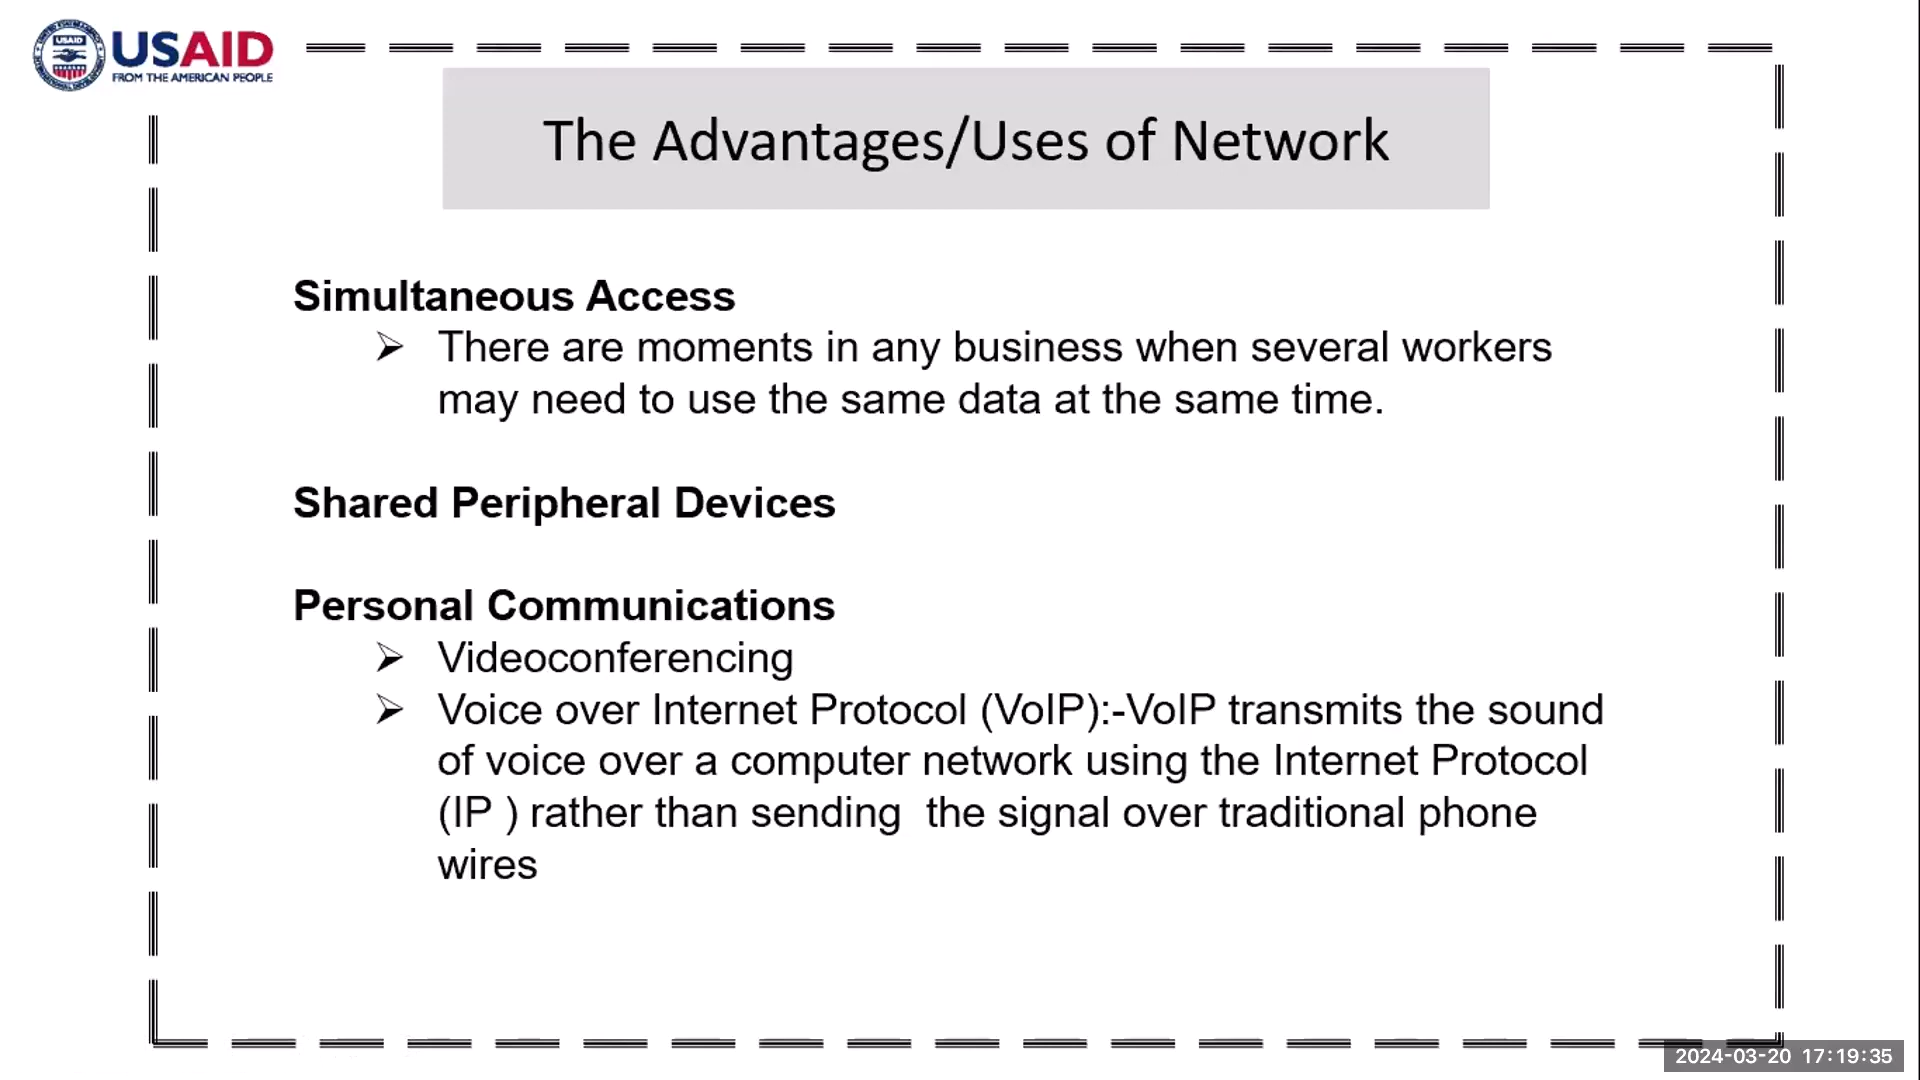 USAID
USAID
FROM THE AMERICAN PEOPLE
The Advantages/Uses of Network
Simultaneous Access
➢ There are moments in any business when several workers
may need to use the same data at the same time.
Shared Peripheral Devices
Personal Communications
➢ Videoconferencing
➢ Voice over Internet Protocol (VoIP):-VoIP transmits the sound
of voice over a computer network using the Internet Protocol
(IP ) rather than sending  the signal over traditional phone
wires
2024-03-20 17:19:35